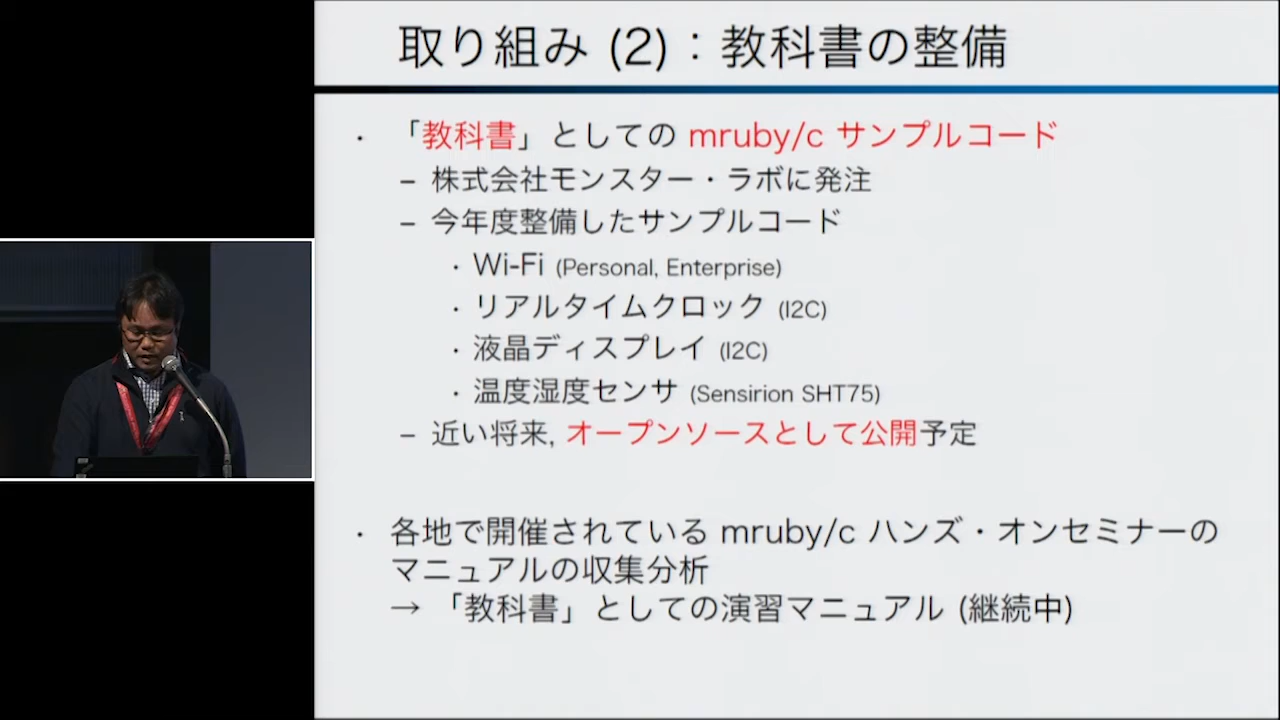 取り組み (2)：教科書の整備
・ 「教科書」としての mruby/c サンプルコード
– 株式会社モンスター・ラボに発注
– 今年度整備したサンプルコード
・ Wi-Fi (Personal, Enterprise)
・ リアルタイムクロック (I2C)
・ 液晶ディスプレイ (I2C)
・ 温度湿度センサ (Sensirion SHT75)
– 近い将来, オープンソースとして公開予定
・ 各地で開催されている mruby/c ハンズ・オンセミナーの
マニュアルの収集分析
→ 「教科書」としての演習マニュアル (継続中)